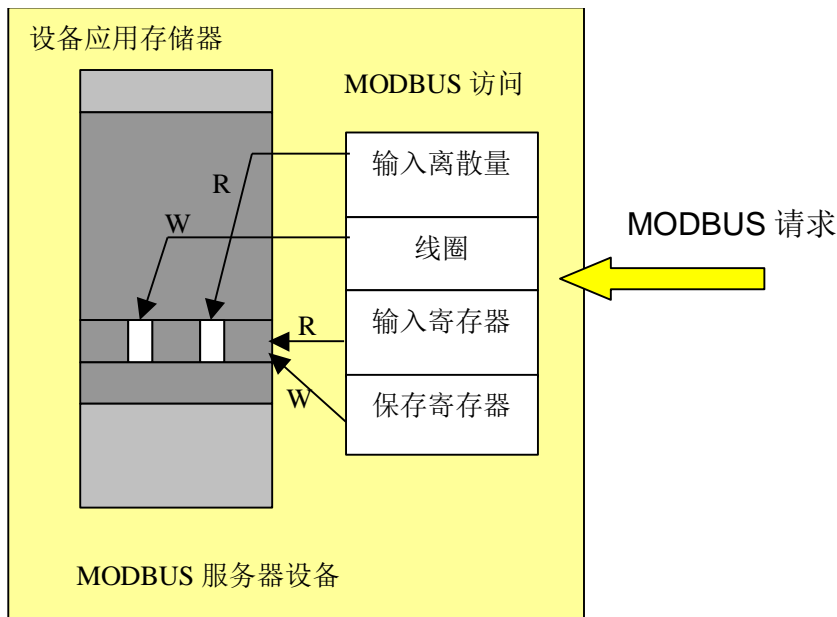 设备应用存储器
MODBUS 访问
输入离散量
R
W
线圈
MODBUS 请求
输入寄存器
R
保存寄存器
W
MODBUS 服务器设备